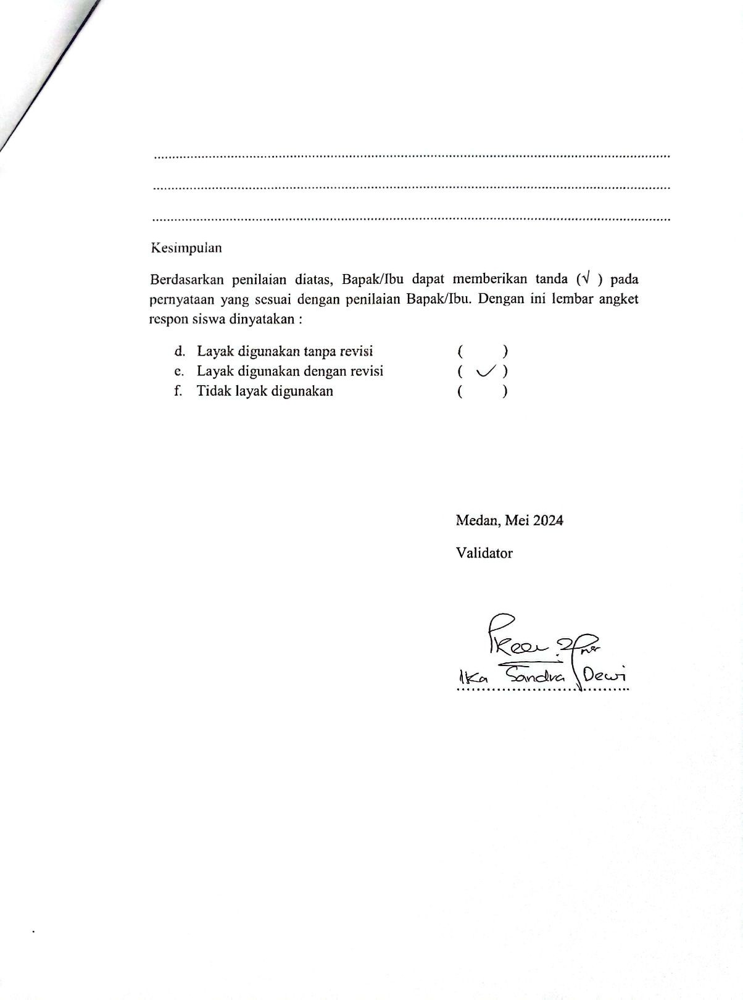 ........................................................................................................................................
........................................................................................................................................
........................................................................................................................................
Kesimpulan
Berdasarkan penilaian diatas, Bapak/Ibu dapat memberikan tanda (√ ) pada
pernyataan yang sesuai dengan penilaian Bapak/Ibu. Dengan ini lembar angket
respon siswa dinyatakan :
d. Layak digunakan tanpa revisi ( )
e. Layak digunakan dengan revisi ( ✓ )
f. Tidak layak digunakan ( )
Medan, Mei 2024
Validator
Ika Sandra Dewi